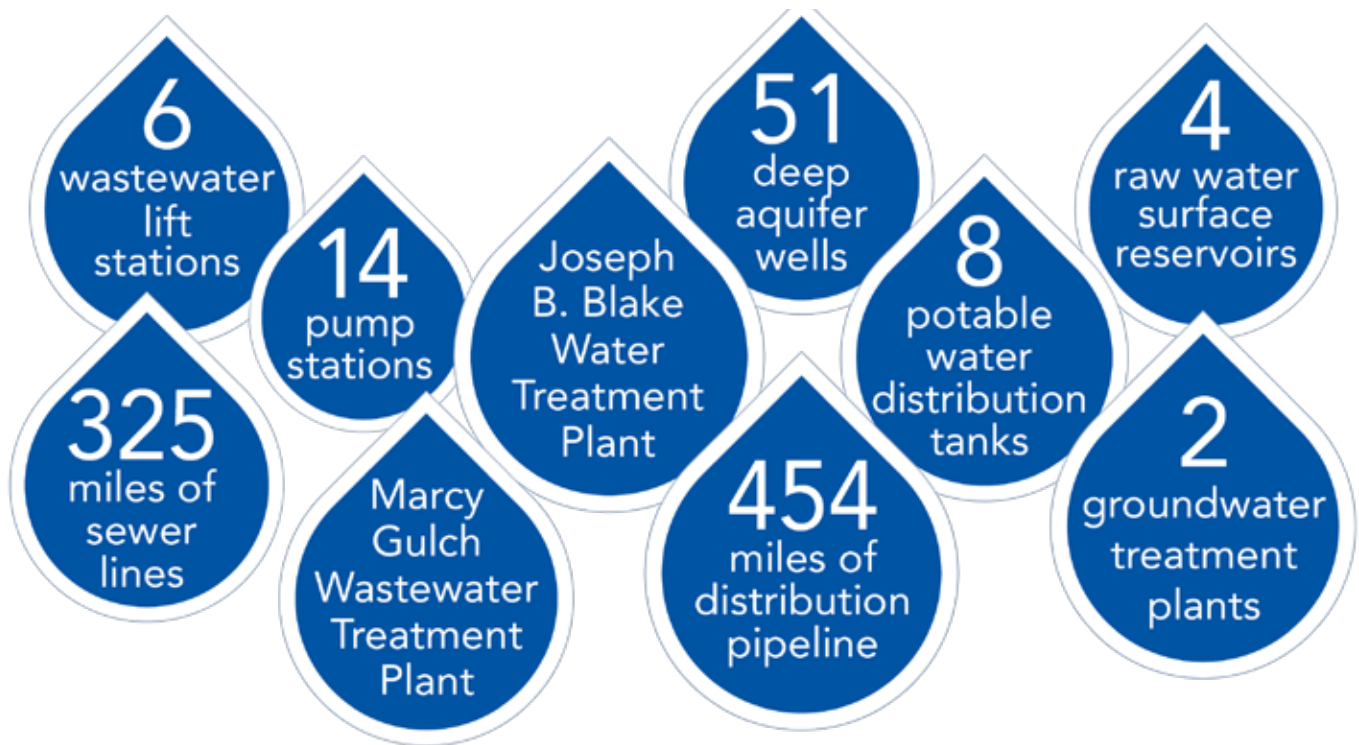 6
wastewater
lift
stations
14
pump
stations
Joseph
B. Blake
Water
Treatment
Plant
51
deep
aquifer
wells
8
potable
water
distribution
tanks
4
raw water
surface
reservoirs
325
miles of
sewer
lines
Marcy
Gulch
Wastewater
Treatment
Plant
454
miles of
distribution
pipeline
2
groundwater
treatment
plants